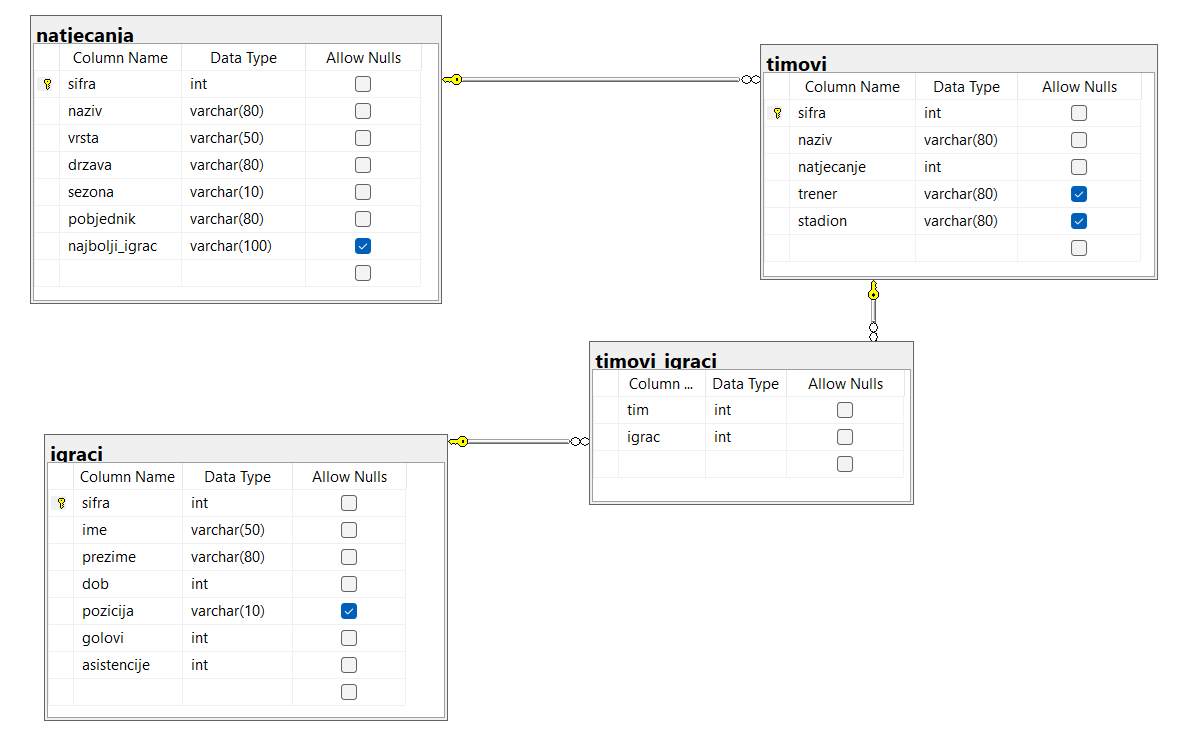 natjecanja
Column Name Data Type Allow Nulls
sifra int
naziv varchar(80)
vrsta varchar(50)
drzava varchar(80)
sezona varchar(10)
pobjednik varchar(80)
najbolji_igrac varchar(100)
timovi
Column Name Data Type Allow Nulls
sifra int
naziv varchar(80)
natjecanje int
trener varchar(80)
stadion varchar(80)
timovi_igraci
Column ... Data Type Allow Nulls
tim int
igrac int
igraci
Column Name Data Type Allow Nulls
sifra int
ime varchar(50)
prezime varchar(80)
dob int
pozicija varchar(10)
golovi int
asistencije int